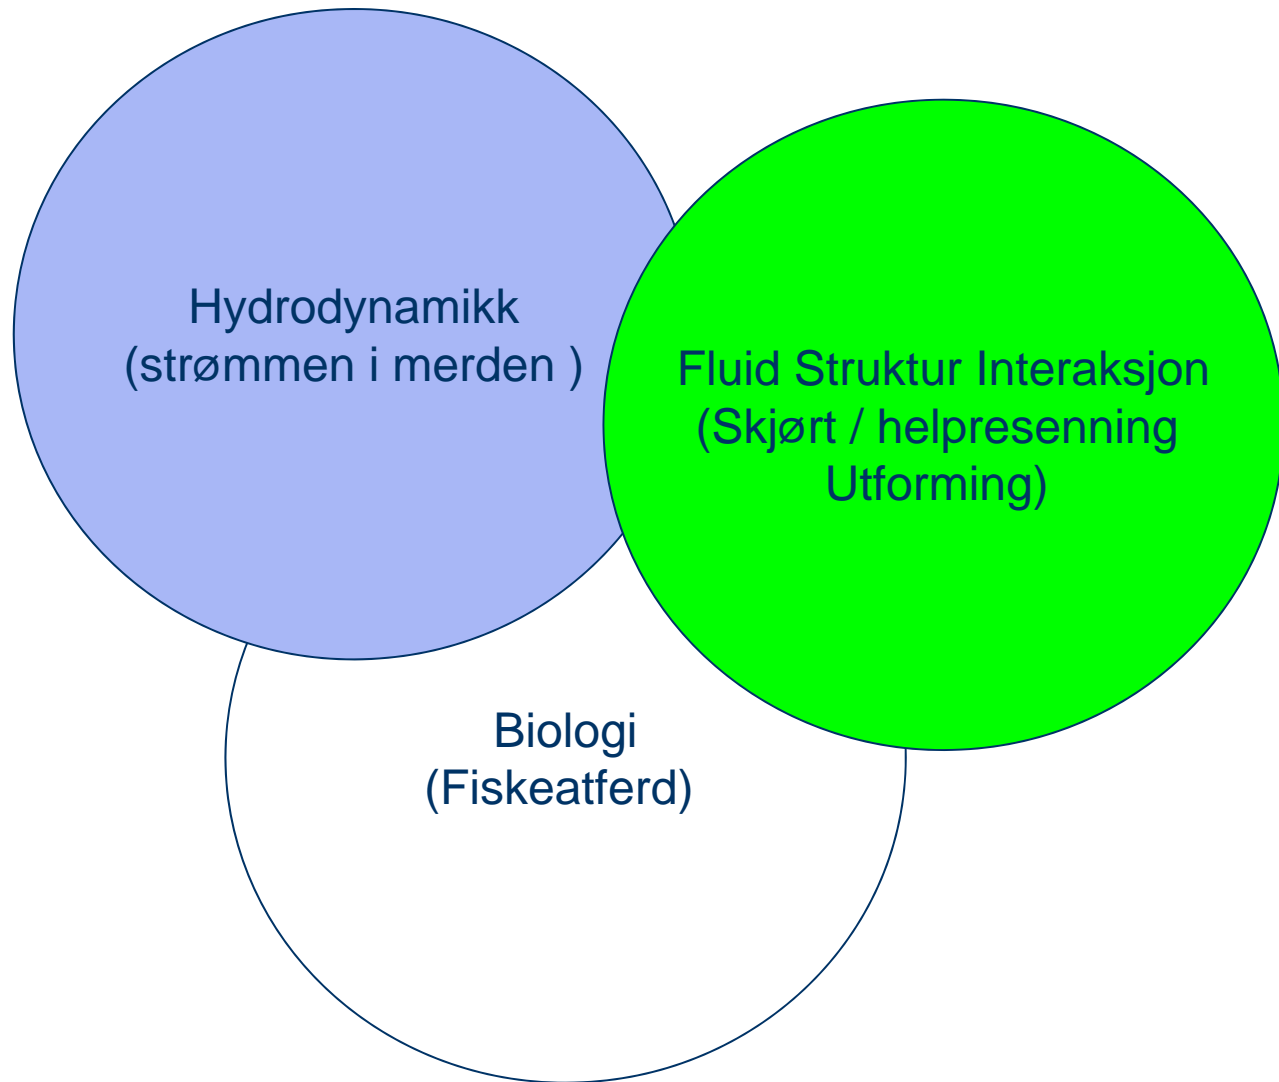 Hydrodynamikk
(strømmen i merden )
Fluid Struktur Interaksjon
(Skjørt / helpresenning
Utforming)
Biologi
(Fiskeatferd)